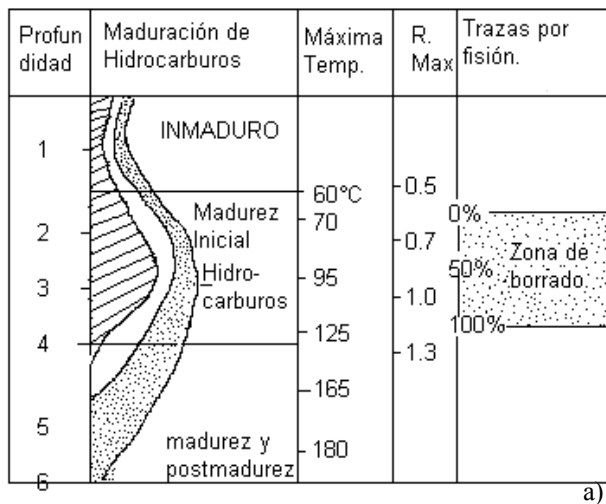 Profun
didad
Maduración de
Hidrocarburos
Máxima
Temp.
R.
Max
Trazas por
fisión.
1
2
3
4
5
6
INMADURO
Madurez
Inicial
Hidro-
carburos
madurez y
postmadurez
60°C
70
95
125
165
180
0.5
0.7
1.0
1.3
0%
50%
100%
Zona de
borrado
a)